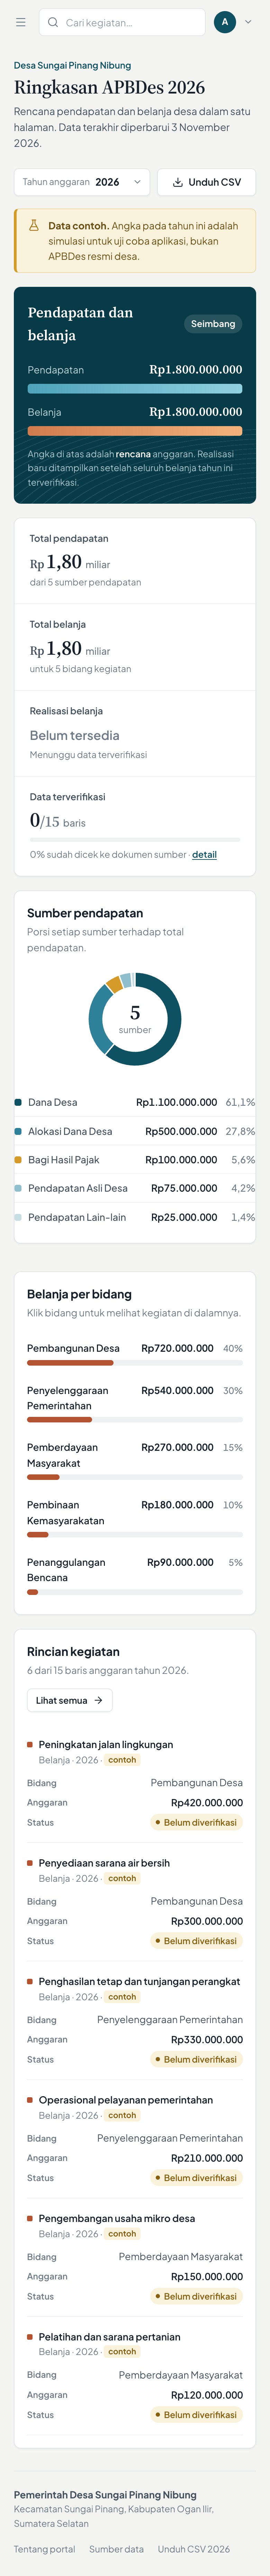 Cari kegiatan...
A
Desa Sungai Pinang Nibung
Ringkasan APBDes 2026
Rencana pendapatan dan belanja desa dalam satu
halaman. Data terakhir diperbarui 3 November
2026.
Tahun anggaran 2026
Unduh CSV
Data contoh. Angka pada tahun ini adalah
simulasi untuk uji coba aplikasi, bukan
APBDes resmi desa.
Pendapatan dan
belanja
Seimbang
Pendapatan Rp1.800.000.000
Belanja Rp1.800.000.000
Angka di atas adalah rencana anggaran. Realisasi
baru ditampilkan setelah seluruh belanja tahun ini
terverifikasi.
Total pendapatan
Rp 1,80 miliar
dari 5 sumber pendapatan
Total belanja
Rp 1,80 miliar
untuk 5 bidang kegiatan
Realisasi belanja
Belum tersedia
Menunggu data terverifikasi
Data terverifikasi
0/15 baris
0% sudah dicek ke dokumen sumber · detail
Sumber pendapatan
Porsi setiap sumber terhadap total
pendapatan.
5
sumber
Dana Desa Rp1.100.000.000 61,1%
Alokasi Dana Desa Rp500.000.000 27,8%
Bagi Hasil Pajak Rp100.000.000 5,6%
Pendapatan Asli Desa Rp75.000.000 4,2%
Pendapatan Lain-lain Rp25.000.000 1,4%
Belanja per bidang
Klik bidang untuk melihat kegiatan di dalamnya.
Pembangunan Desa Rp720.000.000 40%
Penyelenggaraan Rp540.000.000 30%
Pemerintahan
Pemberdayaan Rp270.000.000 15%
Masyarakat
Pembinaan Rp180.000.000 10%
Kemasyarakatan
Penanggulangan Rp90.000.000 5%
Bencana
Rincian kegiatan
6 dari 15 baris anggaran tahun 2026.
Lihat semua
Peningkatan jalan lingkungan
Belanja · 2026 · contoh
Bidang Pembangunan Desa
Anggaran Rp420.000.000
Status Belum diverifikasi
Penyediaan sarana air bersih
Belanja · 2026 · contoh
Bidang Pembangunan Desa
Anggaran Rp300.000.000
Status Belum diverifikasi
Penghasilan tetap dan tunjangan perangkat
Belanja · 2026 · contoh
Bidang Penyelenggaraan Pemerintahan
Anggaran Rp330.000.000
Status Belum diverifikasi
Operasional pelayanan pemerintahan
Belanja · 2026 · contoh
Bidang Penyelenggaraan Pemerintahan
Anggaran Rp210.000.000
Status Belum diverifikasi
Pengembangan usaha mikro desa
Belanja · 2026 · contoh
Bidang Pemberdayaan Masyarakat
Anggaran Rp150.000.000
Status Belum diverifikasi
Pelatihan dan sarana pertanian
Belanja · 2026 · contoh
Bidang Pemberdayaan Masyarakat
Anggaran Rp120.000.000
Status Belum diverifikasi
Pemerintah Desa Sungai Pinang Nibung
Kecamatan Sungai Pinang, Kabupaten Ogan Ilir,
Sumatera Selatan
Tentang portal Sumber data Unduh CSV 2026